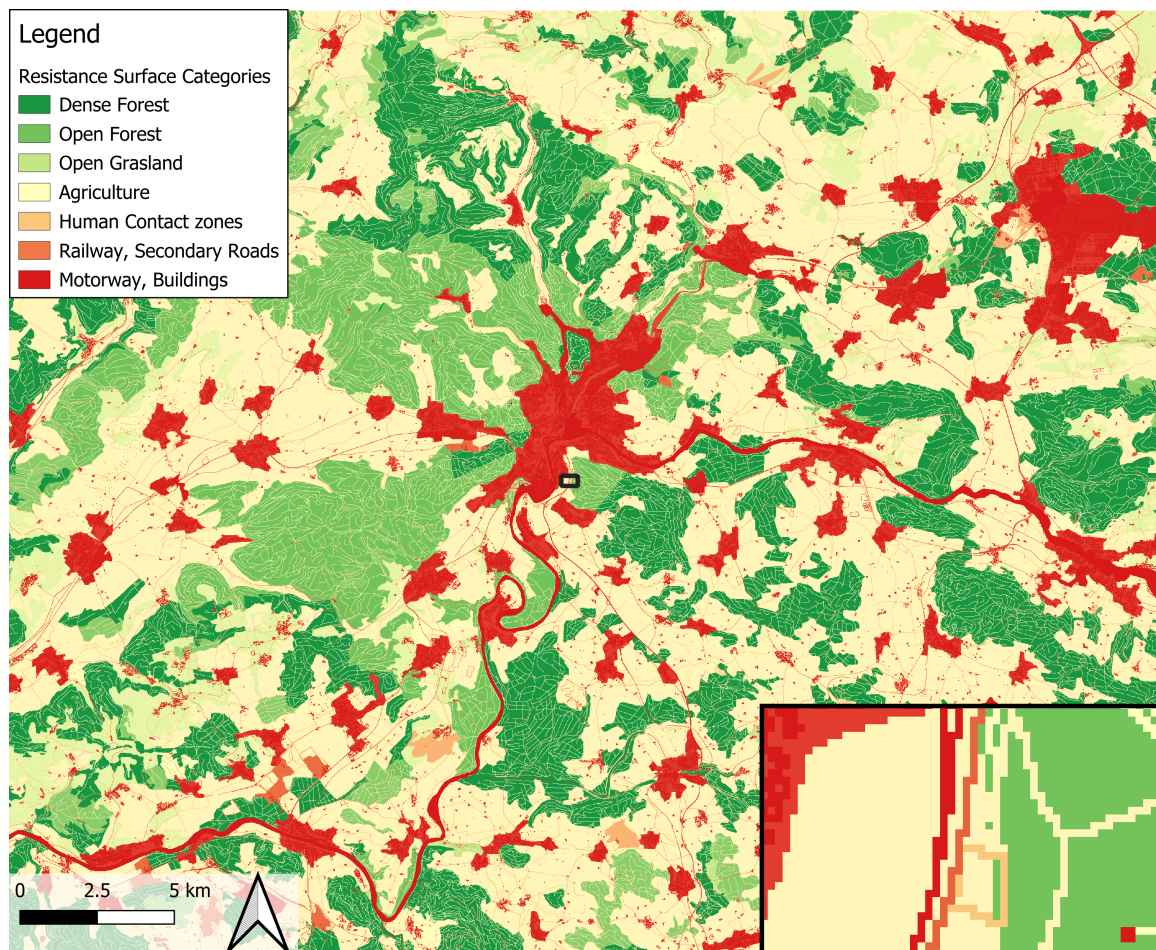 Legend
Resistance Surface Categories
Dense Forest
Open Forest
Open Grasland
Agriculture
Human Contact zones
Railway, Secondary Roads
Motorway, Buildings
0 2.5 5 km